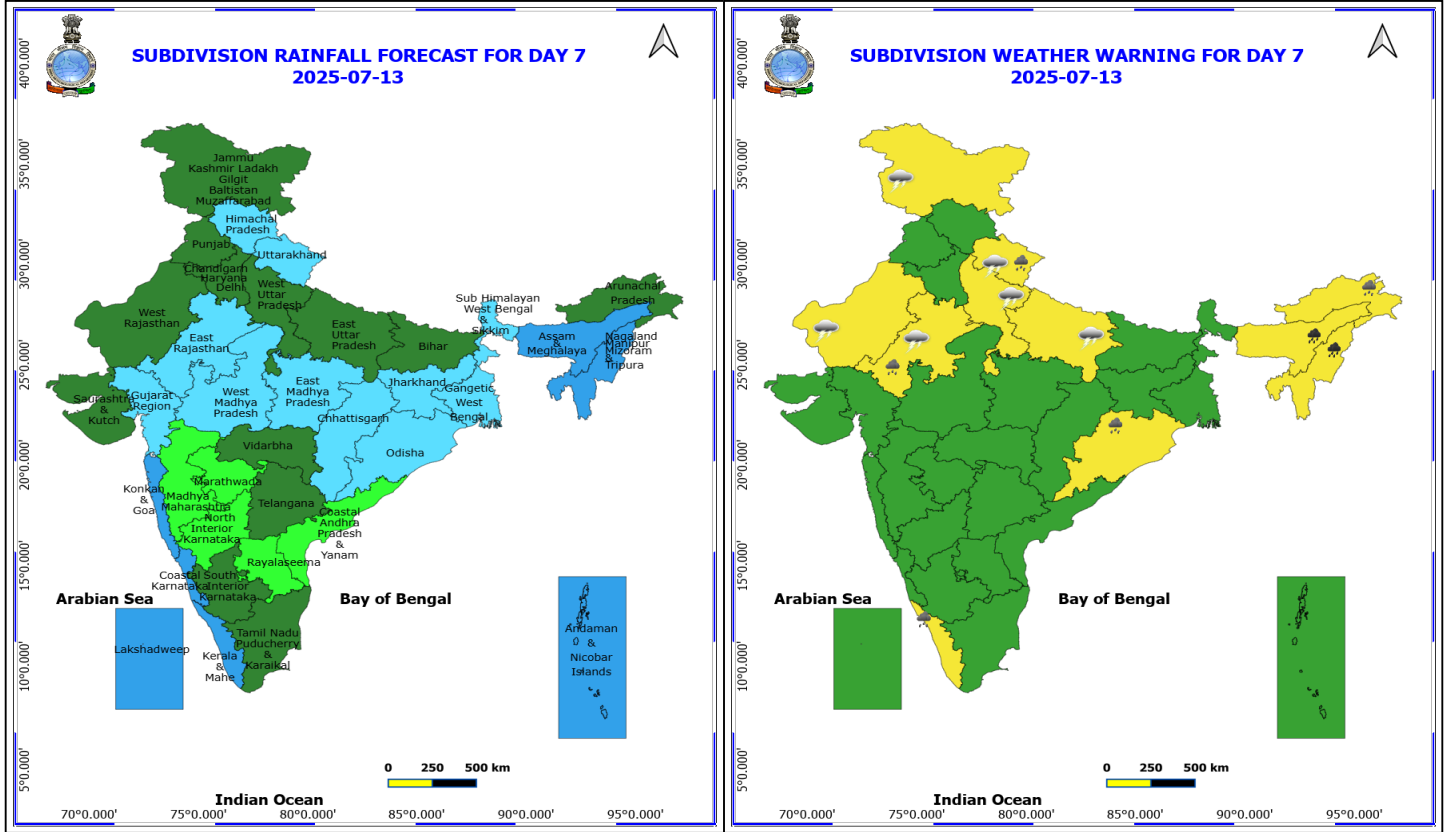 SUBDIVISION RAINFALL FORECAST FOR DAY 7
2025-07-13
40°0.000'
35°0.000'
30°0.000'
25°0.000'
20°0.000'
15°0.000'
10°0.000'
5°0.000'
Jammu
Kashmir Ladakh
Gilgit
Baltistan
Muzaffarabad
Himachal
Pradesh
Punjab
Uttarakhand
Chandigarh
Haryana
Delhi
West
Uttar
Pradesh
Arunachal
Pradesh
West
Rajasthan
East
Rajasthan
East
Uttar
Pradesh
Bihar
Sub Himalayan
West Bengal
&
Sikkim
Assam
&
Meghalaya
Nagaland
Manipur
Mizoram
&
Tripura
Saurashtra
&
Kutch
Gujarat
Region
West
Madhya
Pradesh
East
Madhya
Pradesh
Jharkhand
Gangetic
West
Bengal
Chhattisgarh
Odisha
Vidarbha
Marathwada
Konkan
&
Goa
Madhya
Maharashtra
North
Interior
Karnataka
Telangana
Coastal
Andhra
Pradesh
&
Yanam
Rayalaseema
Coastal
Karnataka
South
Interior
Karnataka
Arabian Sea
Bay of Bengal
Lakshadweep
Kerala
&
Mahe
Tamil Nadu
Puducherry
&
Karaikal
Andaman
&
Nicobar
Islands
0 250 500 km
Indian Ocean
70°0.000' 75°0.000' 80°0.000' 85°0.000' 90°0.000' 95°0.000'
SUBDIVISION WEATHER WARNING FOR DAY 7
2025-07-13
40°0.000'
35°0.000'
30°0.000'
25°0.000'
20°0.000'
15°0.000'
10°0.000'
5°0.000'
Arabian Sea
Bay of Bengal
0 250 500 km
Indian Ocean
70°0.000' 75°0.000' 80°0.000' 85°0.000' 90°0.000' 95°0.000'